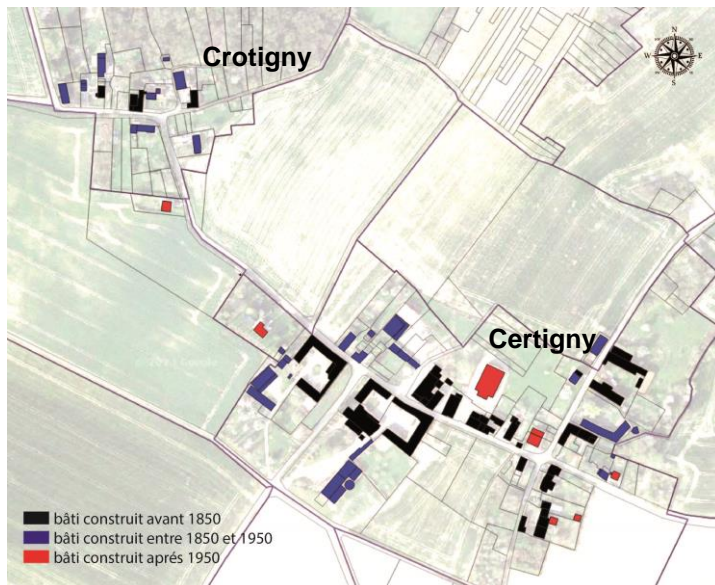 Crotigny
N
W
E
S
Certigny
bâti construit avant 1850
bâti construit entre 1850 et 1950
bâti construit aprés 1950